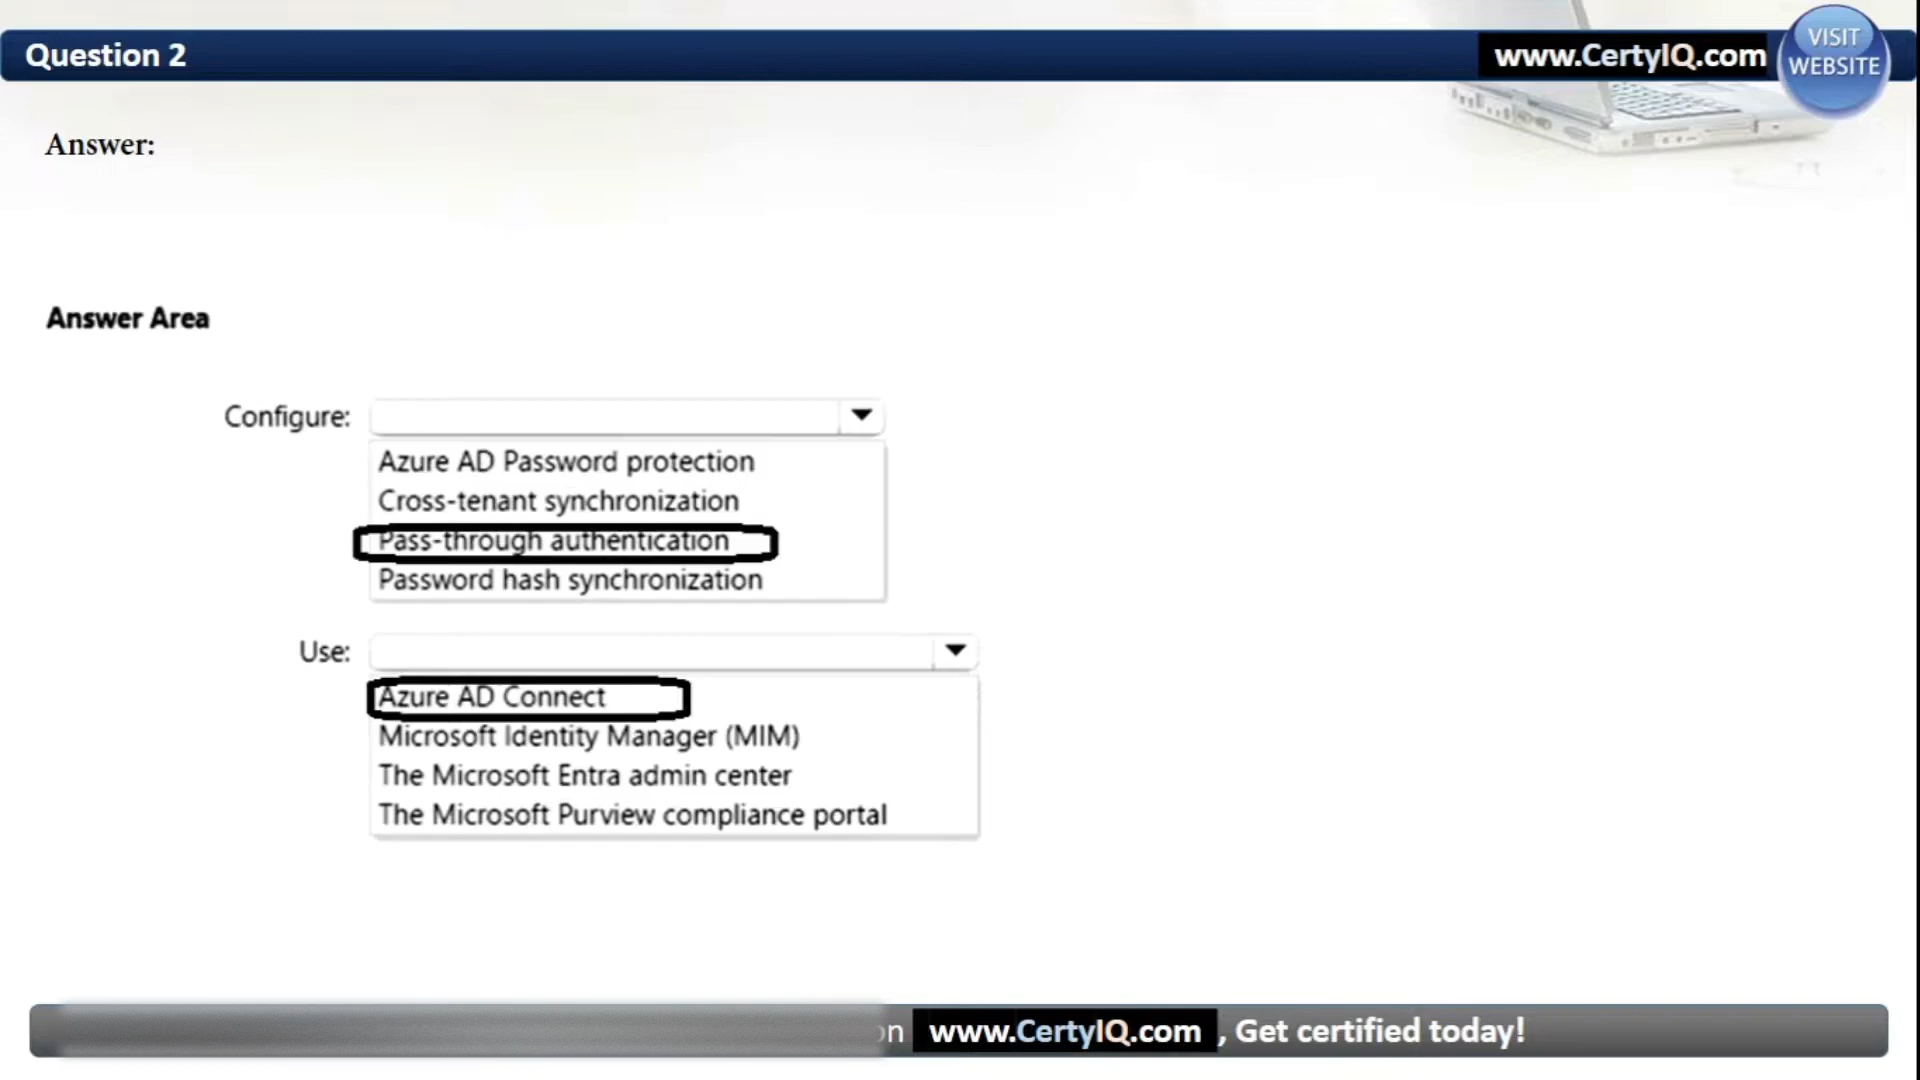 Question 2
www.CertyIQ.com
VISIT
WEBSITE
Answer:
Answer Area
Configure:
Azure AD Password protection
Cross-tenant synchronization
Pass-through authentication
Password hash synchronization
Use:
Azure AD Connect
Microsoft Identity Manager (MIM)
The Microsoft Entra admin center
The Microsoft Purview compliance portal
www.CertyIQ.com , Get certified today!